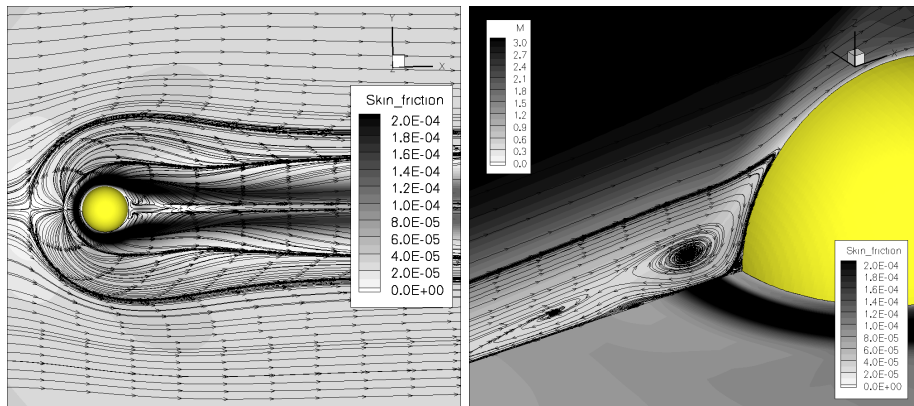 Y
Z
X
Skin_friction
2.0E-04
1.8E-04
1.6E-04
1.4E-04
1.2E-04
1.0E-04
8.0E-05
6.0E-05
4.0E-05
2.0E-05
0.0E+00
M
3.0
2.7
2.4
2.1
1.8
1.5
1.2
0.9
0.6
0.3
0.0
Z
X
Skin_friction
2.0E-04
1.8E-04
1.6E-04
1.4E-04
1.2E-04
1.0E-04
8.0E-05
6.0E-05
4.0E-05
2.0E-05
0.0E+00